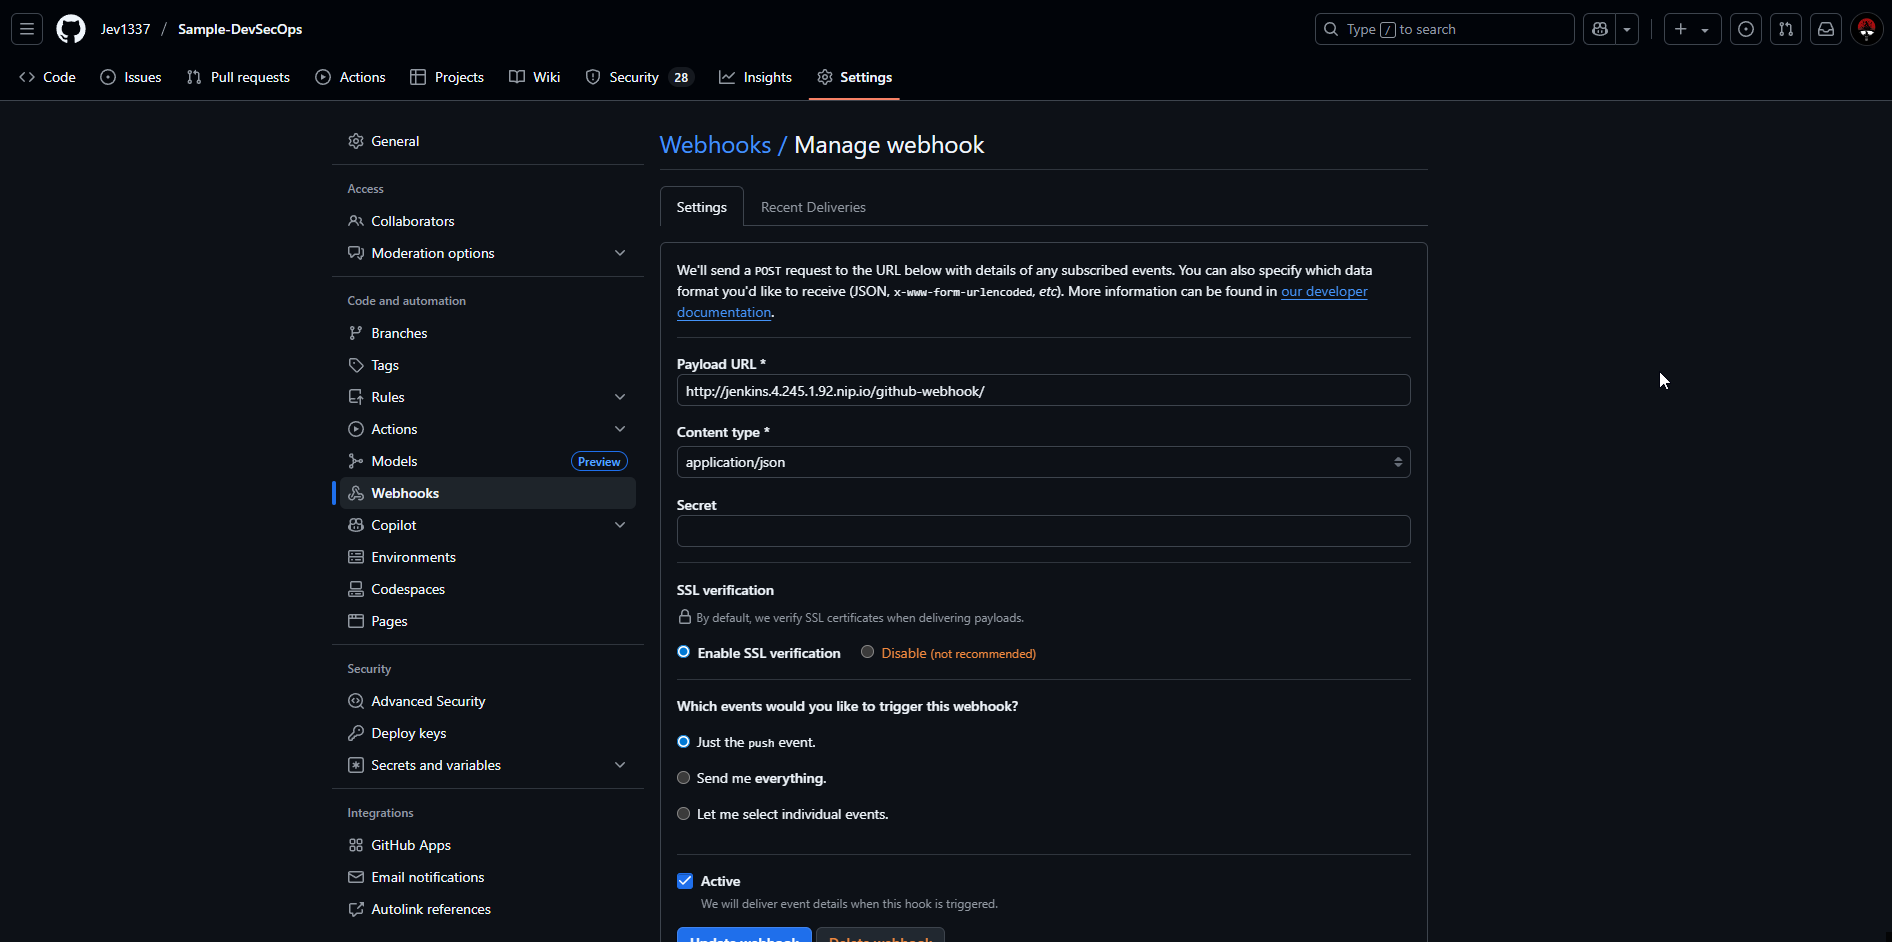 Jev1337 / Sample-DevSecOps
Type / to search
Code
Issues
Pull requests
Actions
Projects
Wiki
Security 28
Insights
Settings
General
Access
Collaborators
Moderation options
Code and automation
Branches
Tags
Rules
Actions
Models Preview
Webhooks
Copilot
Environments
Codespaces
Pages
Security
Advanced Security
Deploy keys
Secrets and variables
Integrations
GitHub Apps
Email notifications
Autolink references
Webhooks / Manage webhook
Settings
Recent Deliveries
We'll send a POST request to the URL below with details of any subscribed events. You can also specify which data
format you'd like to receive (JSON, x-www-form-urlencoded, etc). More information can be found in our developer
documentation.
Payload URL *
http://jenkins.4.245.1.92.nip.io/github-webhook/
Content type *
application/json
Secret
SSL verification
By default, we verify SSL certificates when delivering payloads.
Enable SSL verification
Disable (not recommended)
Which events would you like to trigger this webhook?
Just the push event.
Send me everything.
Let me select individual events.
Active
We will deliver event details when this hook is triggered.
Update webhook
Delete webhook